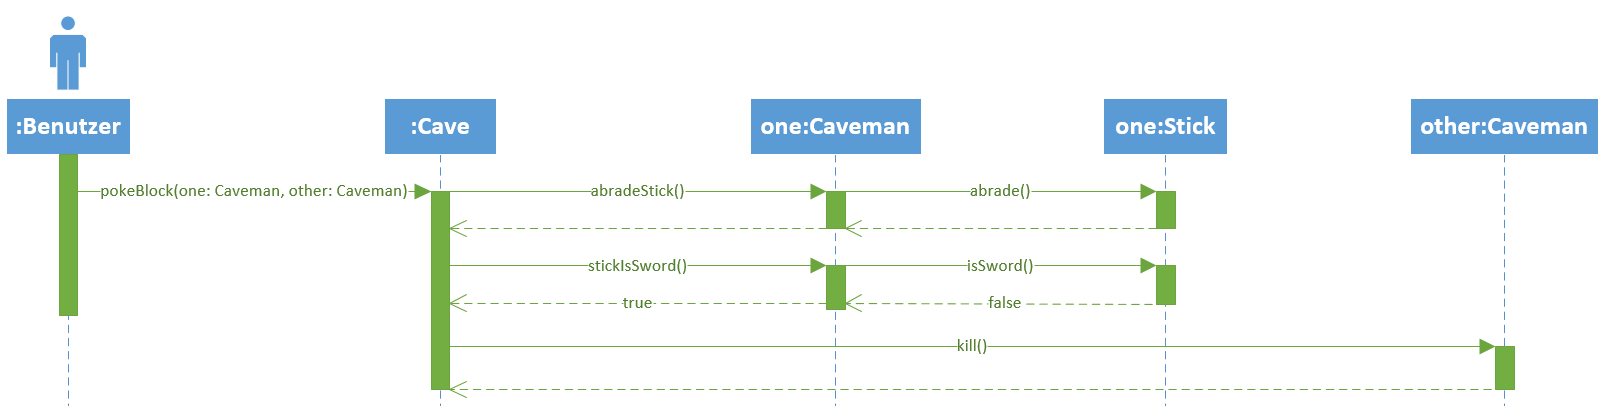 :Benutzer
:Cave
one:Caveman
one:Stick
other:Caveman
pokeBlock(one: Caveman, other: Caveman)
abradeStick()
abrade()
stickIsSword()
isSword()
true
false
kill()